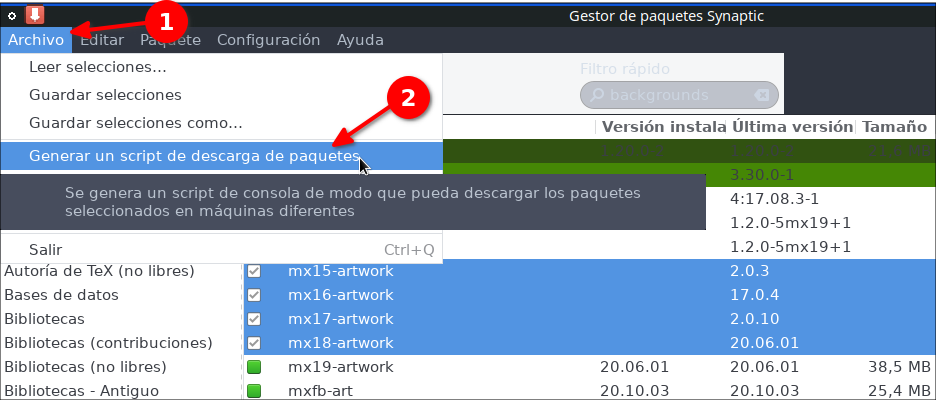 Gestor de paquetes Synaptic
1
Archivo Editar Paquete Configuración Ayuda
Leer selecciones...
Filtro rápido
Guardar selecciones
backgrounds
2
Guardar selecciones como...
Versión instala Última versión Tamaño
Generar un script de descarga de paquetes
3.30.0-1
Se genera un script de consola de modo que pueda descargar los paquetes
seleccionados en máquinas diferentes
4:17.08.3-1
1.2.0-5mx19+1
Salir Ctrl+Q
1.2.0-5mx19+1
Autoría de TeX (no libres) mx15-artwork 2.0.3
Bases de datos mx16-artwork 17.0.4
Bibliotecas mx17-artwork 2.0.10
Bibliotecas (contribuciones) mx18-artwork 20.06.01
Bibliotecas (no libres) mx19-artwork 20.06.01 20.06.01 38,5 MB
Bibliotecas - Antiguo mxfb-art 20.10.03 20.10.03 25,4 MB